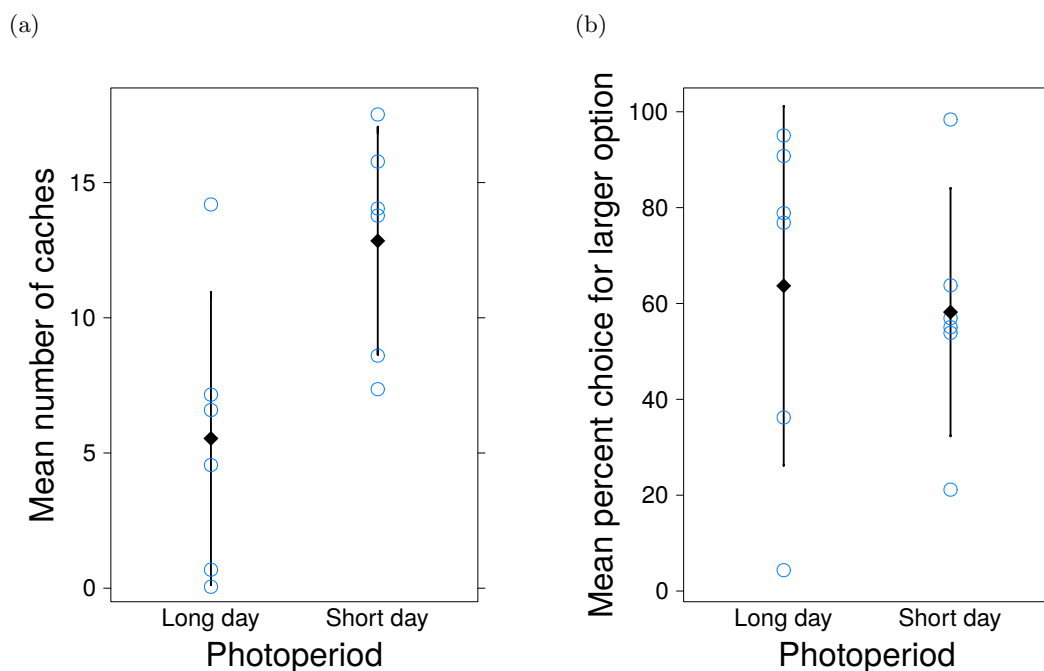 (a)
Mean number of caches
15
10
5
0
Long day Short day
Photoperiod
(b)
Mean percent choice for larger option
100
80
60
40
20
0
Long day Short day
Photoperiod